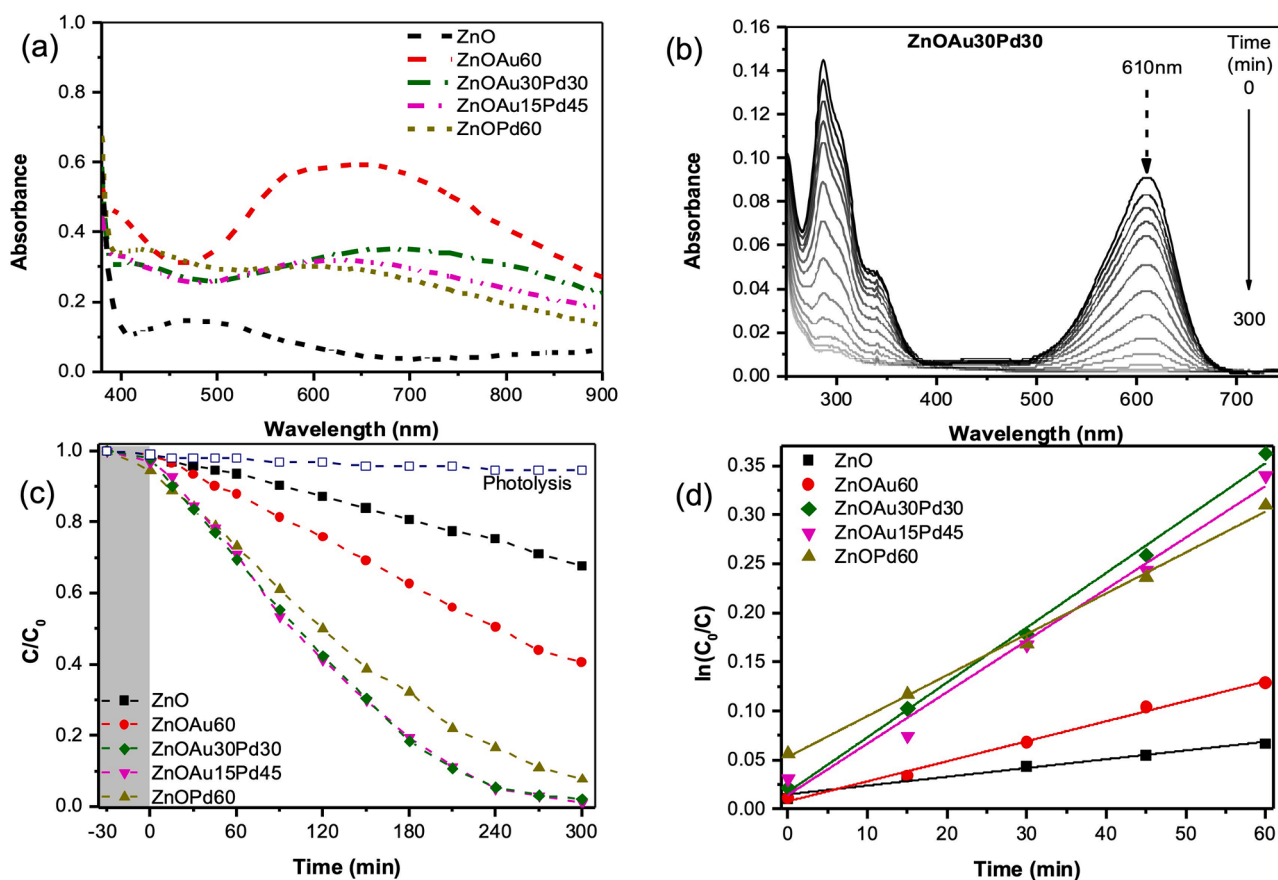 (a)
ZnO
ZnOAu60
ZnOAu30Pd30
ZnOAu15Pd45
ZnOPd60
1.0
0.8
0.6
0.4
0.2
0.0
Absorbance
400 500 600 700 800 900
Wavelength (nm)
(b)
ZnOAu30Pd30
610nm
Time
(min)
0
300
0.16
0.14
0.12
0.10
0.08
0.06
0.04
0.02
0.00
Absorbance
300 400 500 600 700
Wavelength (nm)
(c)
Photolysis
ZnO
ZnOAu60
ZnOAu30Pd30
ZnOAu15Pd45
ZnOPd60
1.0
0.8
0.6
0.4
0.2
0.0
C/C0
-30 0 60 120 180 240 300
Time (min)
(d)
ZnO
ZnOAu60
ZnOAu30Pd30
ZnOAu15Pd45
ZnOPd60
0.35
0.30
0.25
0.20
0.15
0.10
0.05
0.00
ln(C0/C)
0 10 20 30 40 50 60
Time (min)